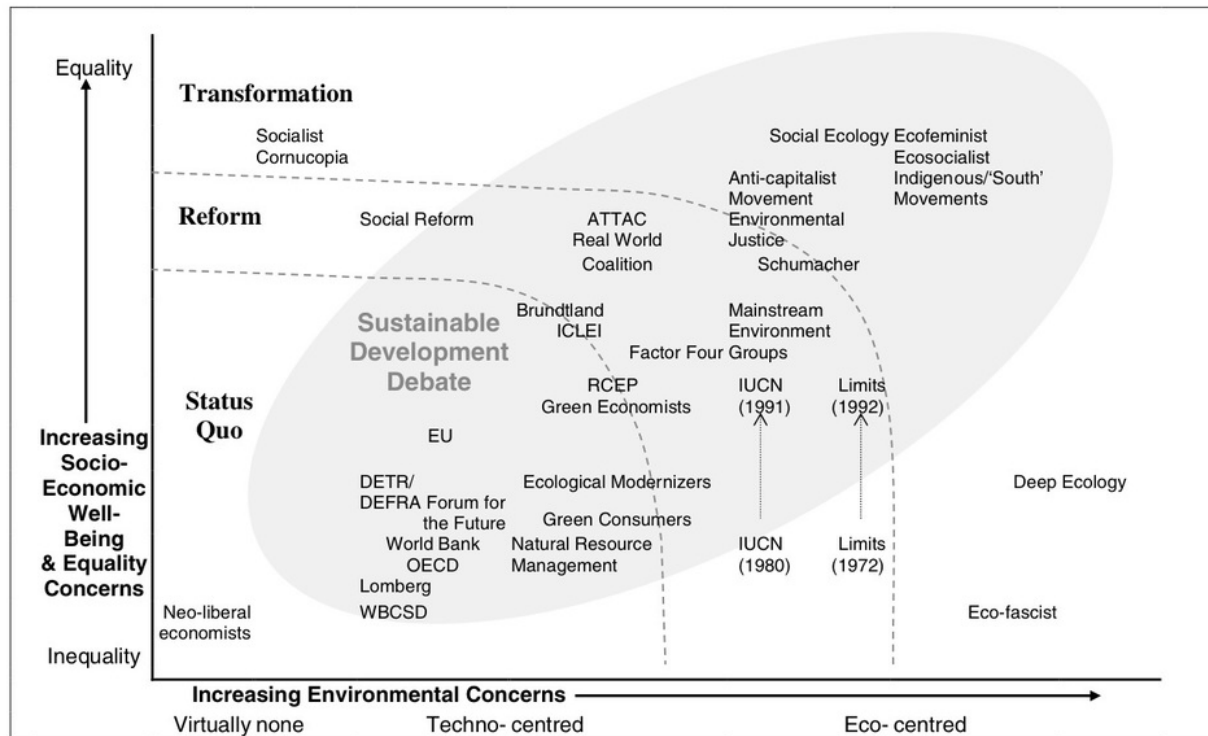 Equality
Transformation
Socialist
Cornucopia
Social Ecology Ecofeminist
Ecosocialist
Anti-capitalist Indigenous/'South'
Movement Movements
Reform
Social Reform ATTAC Environmental
Real World Justice
Coalition Schumacher
Brundtland Mainstream
ICLEI Environment
Sustainable
Development
Debate
Factor Four Groups
RCEP IUCN Limits
Green Economists (1991) (1992)
Status
Quo
EU
Increasing
Socio-
Economic
Well-
Being
& Equality
Concerns
DETR/ Ecological Modernizers Deep Ecology
DEFRA Forum for
the Future Green Consumers
World Bank Natural Resource IUCN Limits
OECD Management (1980) (1972)
Lomberg
Neo-liberal WBCSD Eco-fascist
economists
Inequality
Increasing Environmental Concerns
Virtually none Techno- centred Eco- centred